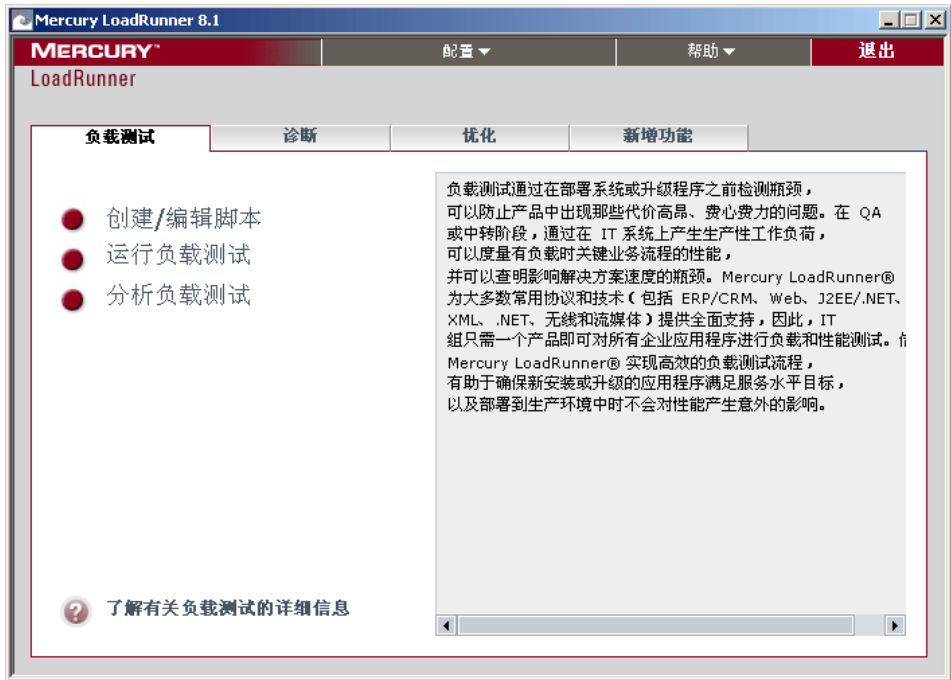 Mercury LoadRunner 8.1
MERCURY™ 配置 帮助 退出
LoadRunner
负载测试 诊断 优化 新增功能
创建/编辑脚本
运行负载测试
分析负载测试
负载测试通过在部署系统或升级程序之前检测瓶颈，
可以防止产品中出现那些代价高昂、费心费力的问题。在 QA
或中转阶段，通过在 IT 系统上产生生产性工作负荷，
可以度量有负载时关键业务流程的性能，
并可以查明影响解决方案速度的瓶颈。Mercury LoadRunner®
为大多数常用协议和技术（包括 ERP/CRM、Web、J2EE/.NET、
XML、.NET、无线和流媒体）提供全面支持，因此，IT
组只需一个产品即可对所有企业应用程序进行负载和性能测试。
Mercury LoadRunner® 实现高效的负载测试流程，
有助于确保新安装或升级的应用程序满足服务水平目标，
以及部署到生产环境中时不会对性能产生意外的影响。
了解有关负载测试的详细信息